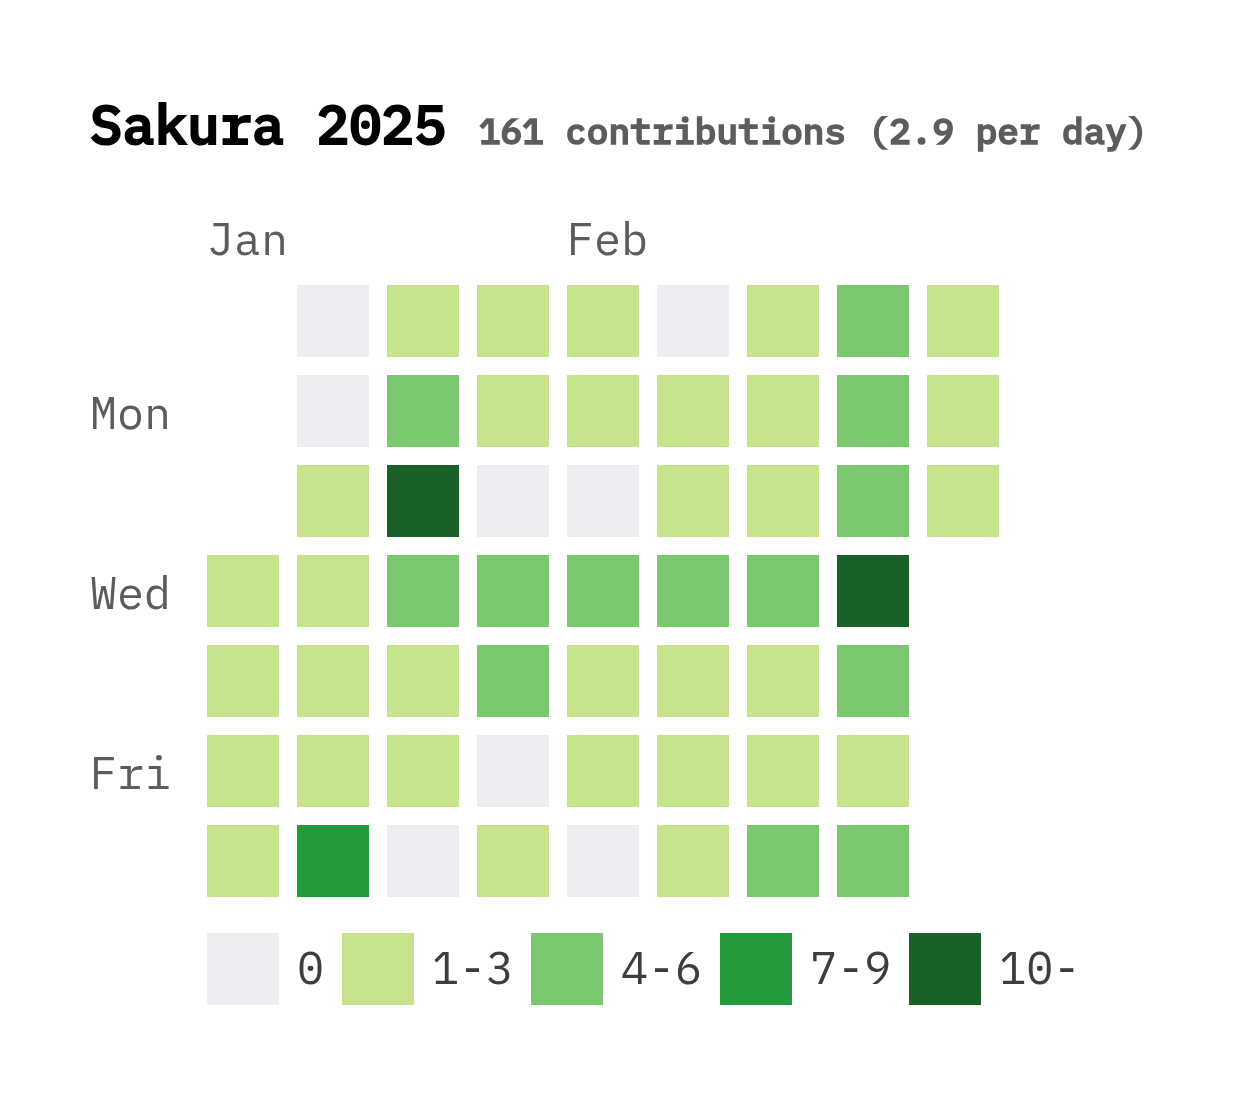 Sakura 2025 161 contributions (2.9 per day)
Jan Feb
Mon
Wed
Fri
0 1-3 4-6 7-9 10-